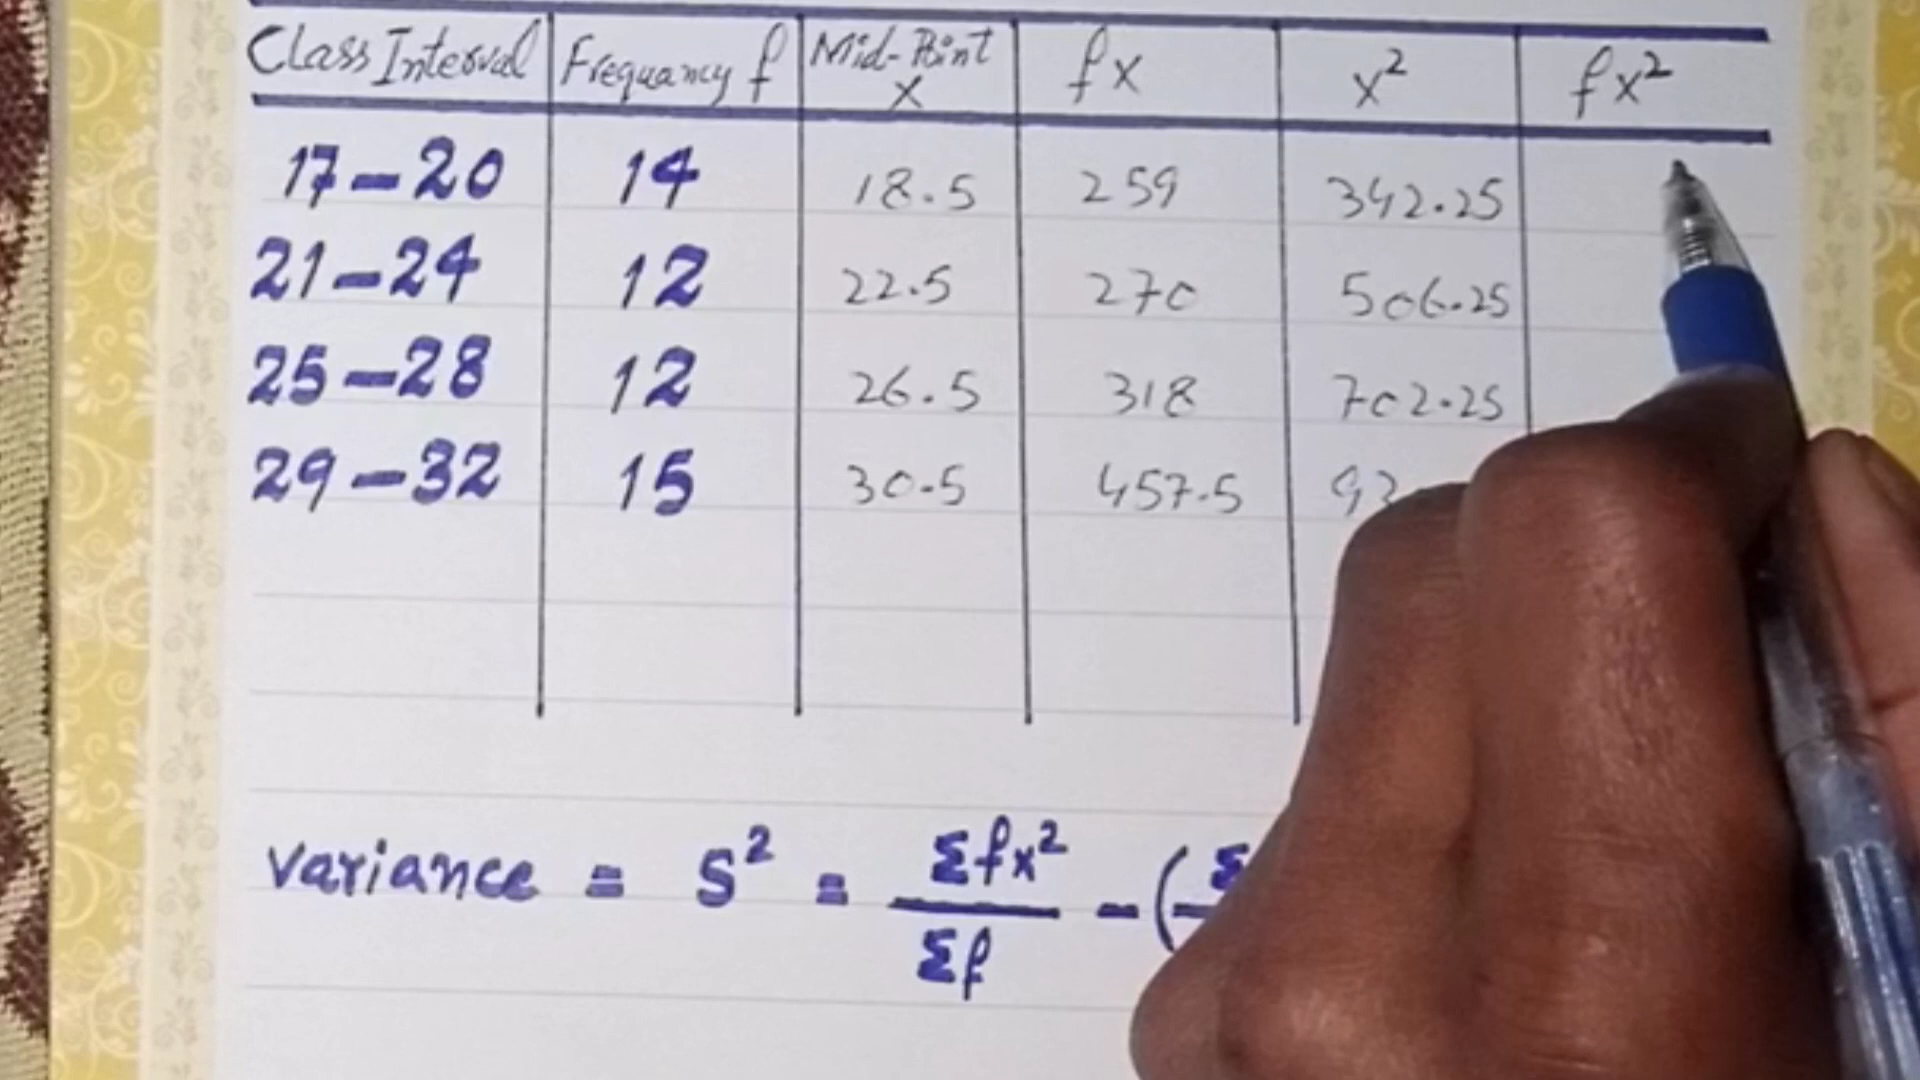 Class Interval Frequancy f Mid-Point x fx x² fx²
17-20 14 18.5 259 342.25
21-24 12 22.5 270 506.25
25-28 12 26.5 318 702.25
29-32 15 30.5 457.5 93
variance = S² = Σfx² / Σf - (Σ